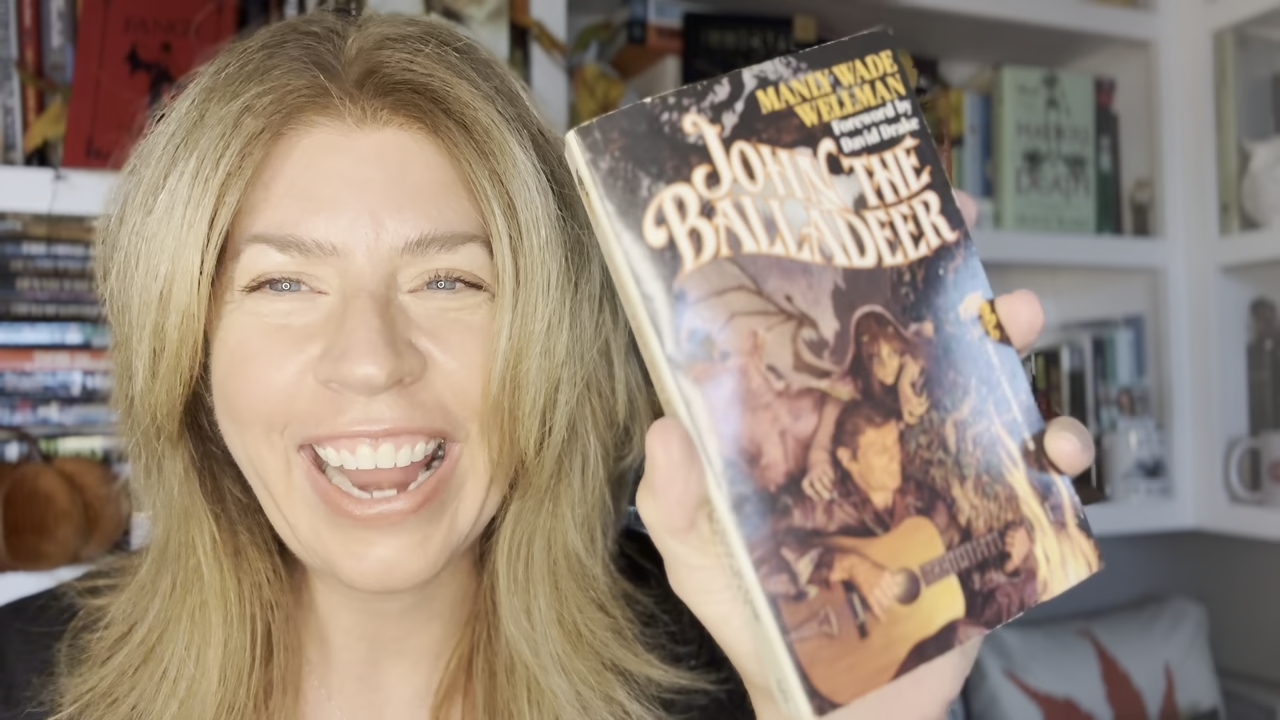 MANLY WADE
WELLMAN
Foreword by
David Drake
JOHN THE
BALLADEER